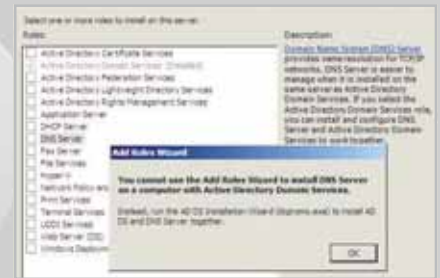 Select one or more roles to install on this server.
Roles:
Active Directory Certificate Services
Active Directory Domain Services (Installed)
Active Directory Federation Services
Active Directory Lightweight Directory Services
Active Directory Rights Management Services
Application Server
DHCP Server
DNS Server
Fax Server
File Services
Hyper-V
Network Policy and
Print Services
Terminal Services
UDDI Services
Web Server (IIS)
Windows Deploym
Description:
Domain Name System (DNS) Server
provides name resolution for TCP/IP
networks. DNS Server is easier to
manage when it is installed on the
same server as Active Directory
Domain Services. If you select the
Active Directory Domain Services role,
you can install and configure DNS
Server and Active Directory Domain
Services to work together.
Add Roles Wizard
You cannot use the Add Roles Wizard to install DNS Server
on a computer with Active Directory Domain Services.
Instead, run the AD DS Installation Wizard (dcpromo.exe) to install AD
DS and DNS Server together.
OK